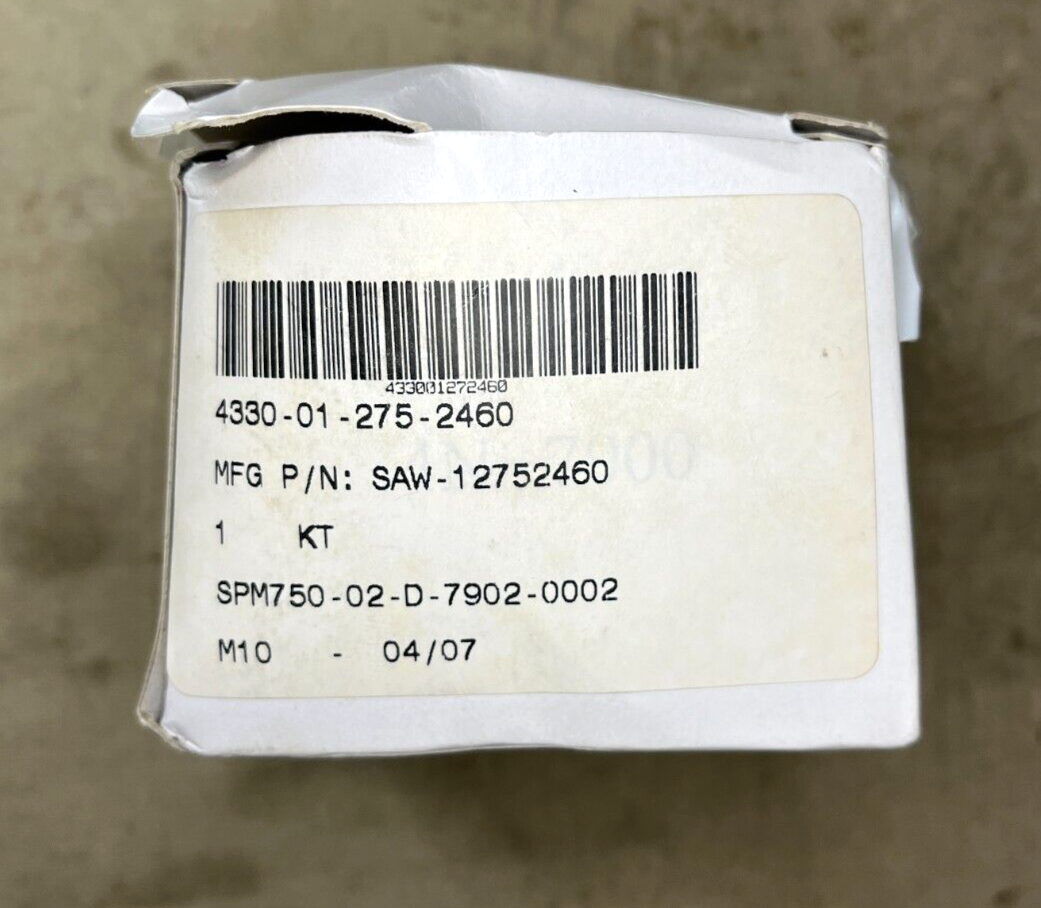 433001272460
4330-01-275-2460
MFG P/N: SAW-12752460
1 KT
SPM750-02-D-7902-0002
M10 - 04/07